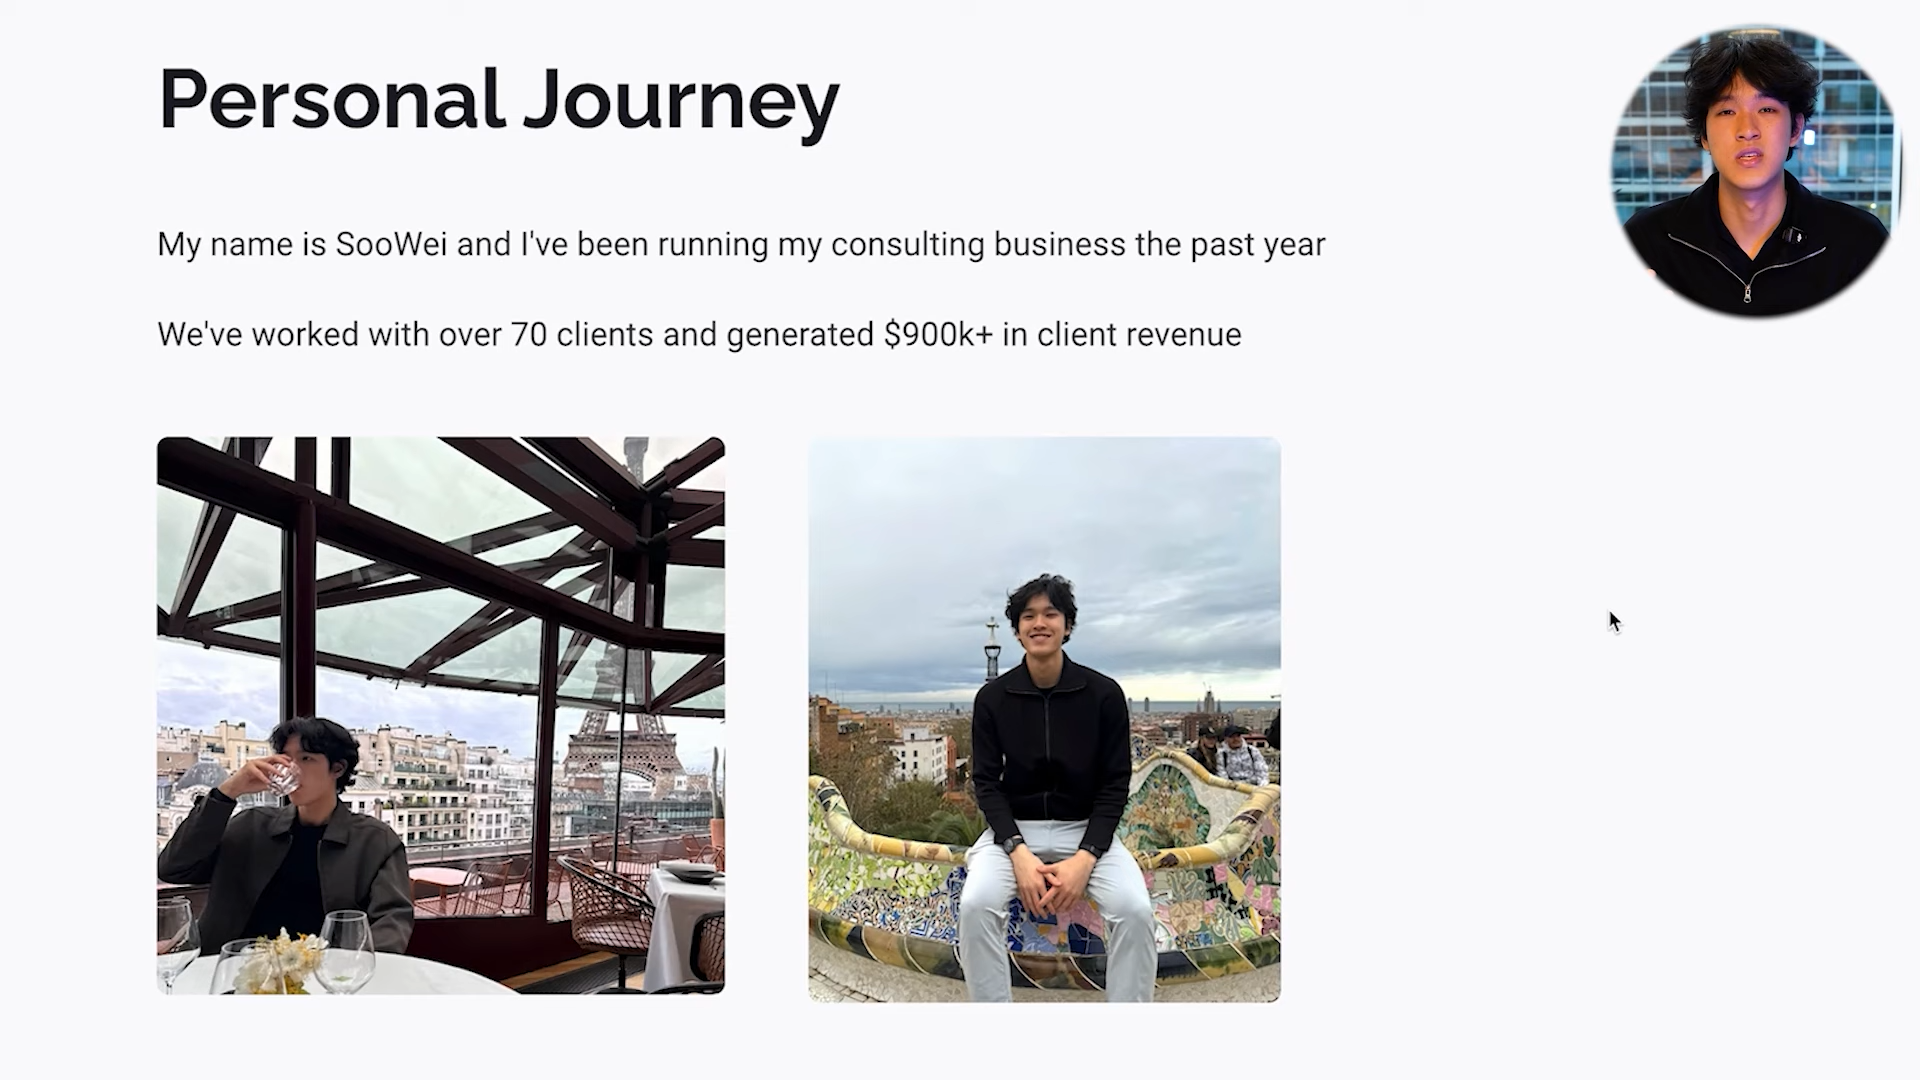 Personal Journey
My name is SooWei and I've been running my consulting business the past year
We've worked with over 70 clients and generated $900k+ in client revenue